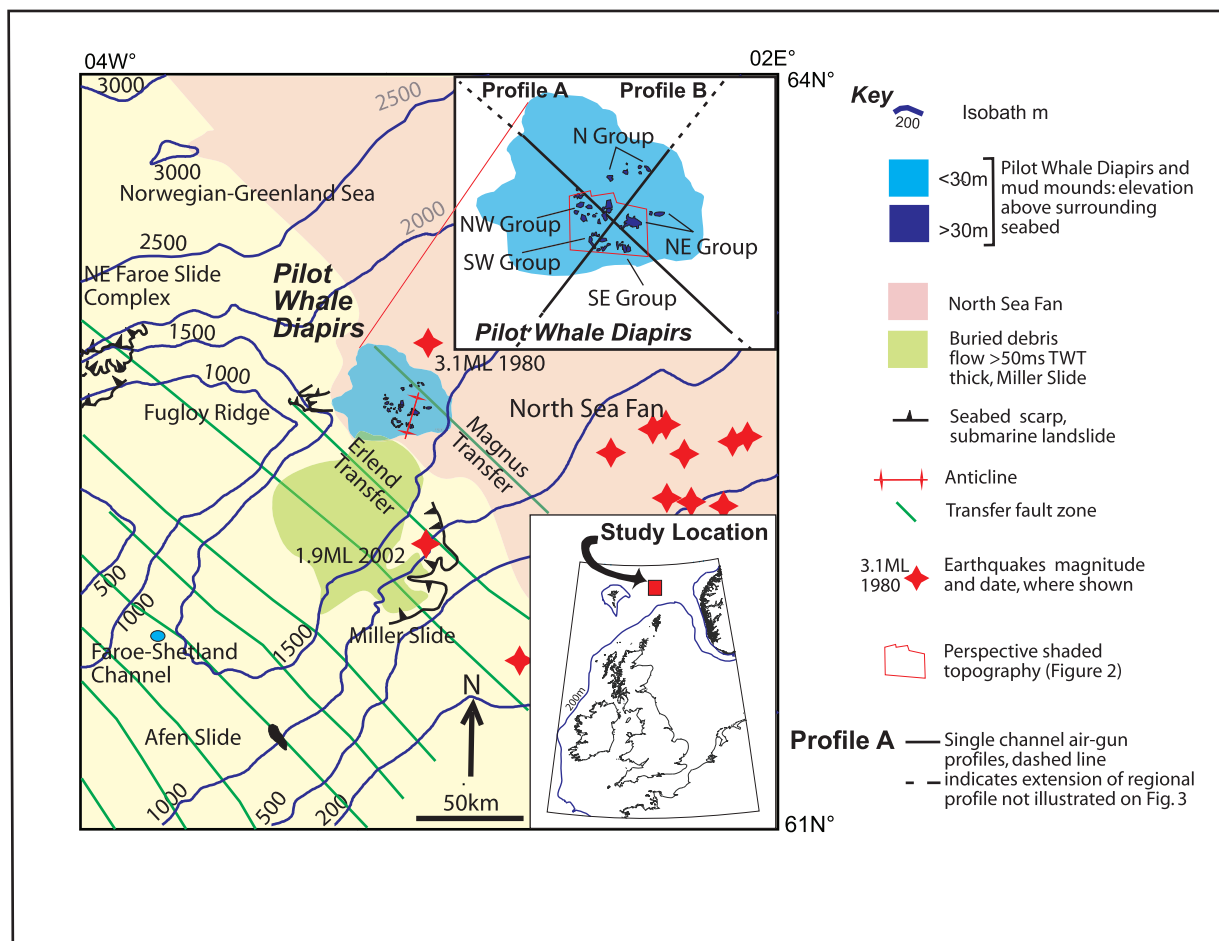 04W°
02E°
64N°
3000
2500
3000
Norwegian-Greenland Sea
2000
2500
NE Faroe Slide
Complex
Pilot
Whale
Diapirs
1500
1000
Fugloy Ridge
3.1ML 1980
North Sea Fan
Magnus
Transfer
Erlend
Transfer
1.9ML 2002
500
1000
1500
Miller Slide
Faroe-Shetland
Channel
Afen Slide
N
50km
1000
500
200
61N°
Profile A
Profile B
N Group
NW Group
NE Group
SW Group
SE Group
Pilot Whale Diapirs
Study Location
200m
Key
200
Isobath m
<30m
>30m
Pilot Whale Diapirs and
mud mounds: elevation
above surrounding
seabed
North Sea Fan
Buried debris
flow >50ms TWT
thick, Miller Slide
Seabed scarp,
submarine landslide
Anticline
Transfer fault zone
3.1ML
1980
Earthquakes magnitude
and date, where shown
Perspective shaded
topography (Figure 2)
Profile A
Single channel air-gun
profiles, dashed line
indicates extension of regional
profile not illustrated on Fig. 3